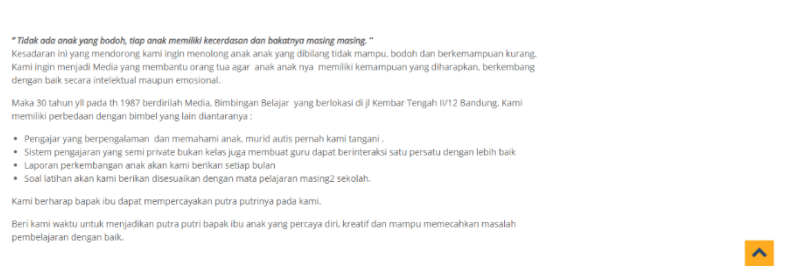 " Tidak ada anak yang bodoh, tiap anak memiliki kecerdasan dan bakatnya masing masing. "
Kesadaran ini yang mendorong kami ingin menolong anak anak yang dibilang tidak mampu, bodoh dan berkemampuan kurang.
Kami ingin menjadi Media yang membantu orang tua agar anak anak nya memiliki kemampuan yang diharapkan, berkembang
dengan baik secara intelektual maupun emosional.
Maka 30 tahun yll pada th 1987 berdirilah Media, Bimbingan Belajar yang berlokasi di jl Kembar Tengah II/12 Bandung. Kami
memiliki perbedaan dengan bimbel yang lain diantaranya :
• Pengajar yang berpengalaman dan memahami anak, murid autis pernah kami tangani .
• Sistem pengajaran yang semi private bukan kelas juga membuat guru dapat berinteraksi satu persatu dengan lebih baik
• Laporan perkembangan anak akan kami berikan setiap bulan
• Soal latihan akan kami berikan disesuaikan dengan mata pelajaran masing2 sekolah.
Kami berharap bapak ibu dapat mempercayakan putra putrinya pada kami.
Beri kami waktu untuk menjadikan putra putri bapak ibu anak yang percaya diri, kreatif dan mampu memecahkan masalah
pembelajaran dengan baik.